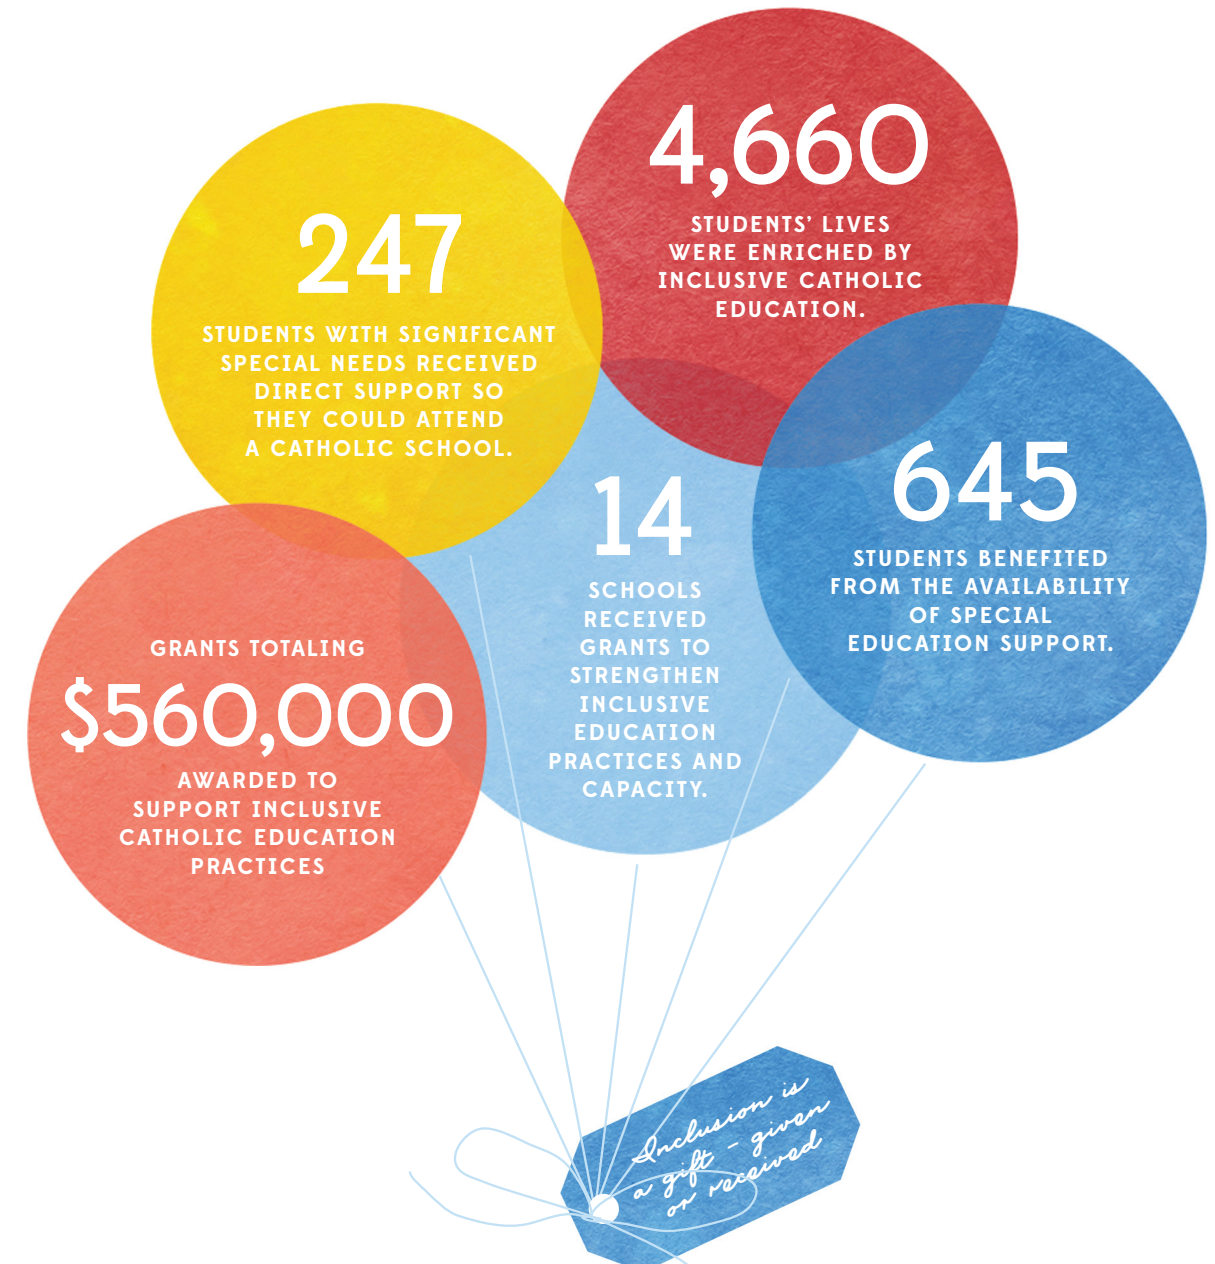 4,660
STUDENTS’ LIVES
WERE ENRICHED BY
INCLUSIVE CATHOLIC
EDUCATION.
247
STUDENTS WITH SIGNIFICANT
SPECIAL NEEDS RECEIVED
DIRECT SUPPORT SO
THEY COULD ATTEND
A CATHOLIC SCHOOL.
645
STUDENTS BENEFITED
FROM THE AVAILABILITY
OF SPECIAL
EDUCATION SUPPORT.
14
SCHOOLS
RECEIVED
GRANTS TO
STRENGTHEN
INCLUSIVE
EDUCATION
PRACTICES AND
CAPACITY.
GRANTS TOTALING
$560,000
AWARDED TO
SUPPORT INCLUSIVE
CATHOLIC EDUCATION
PRACTICES
Inclusion is
a gift – given
or received